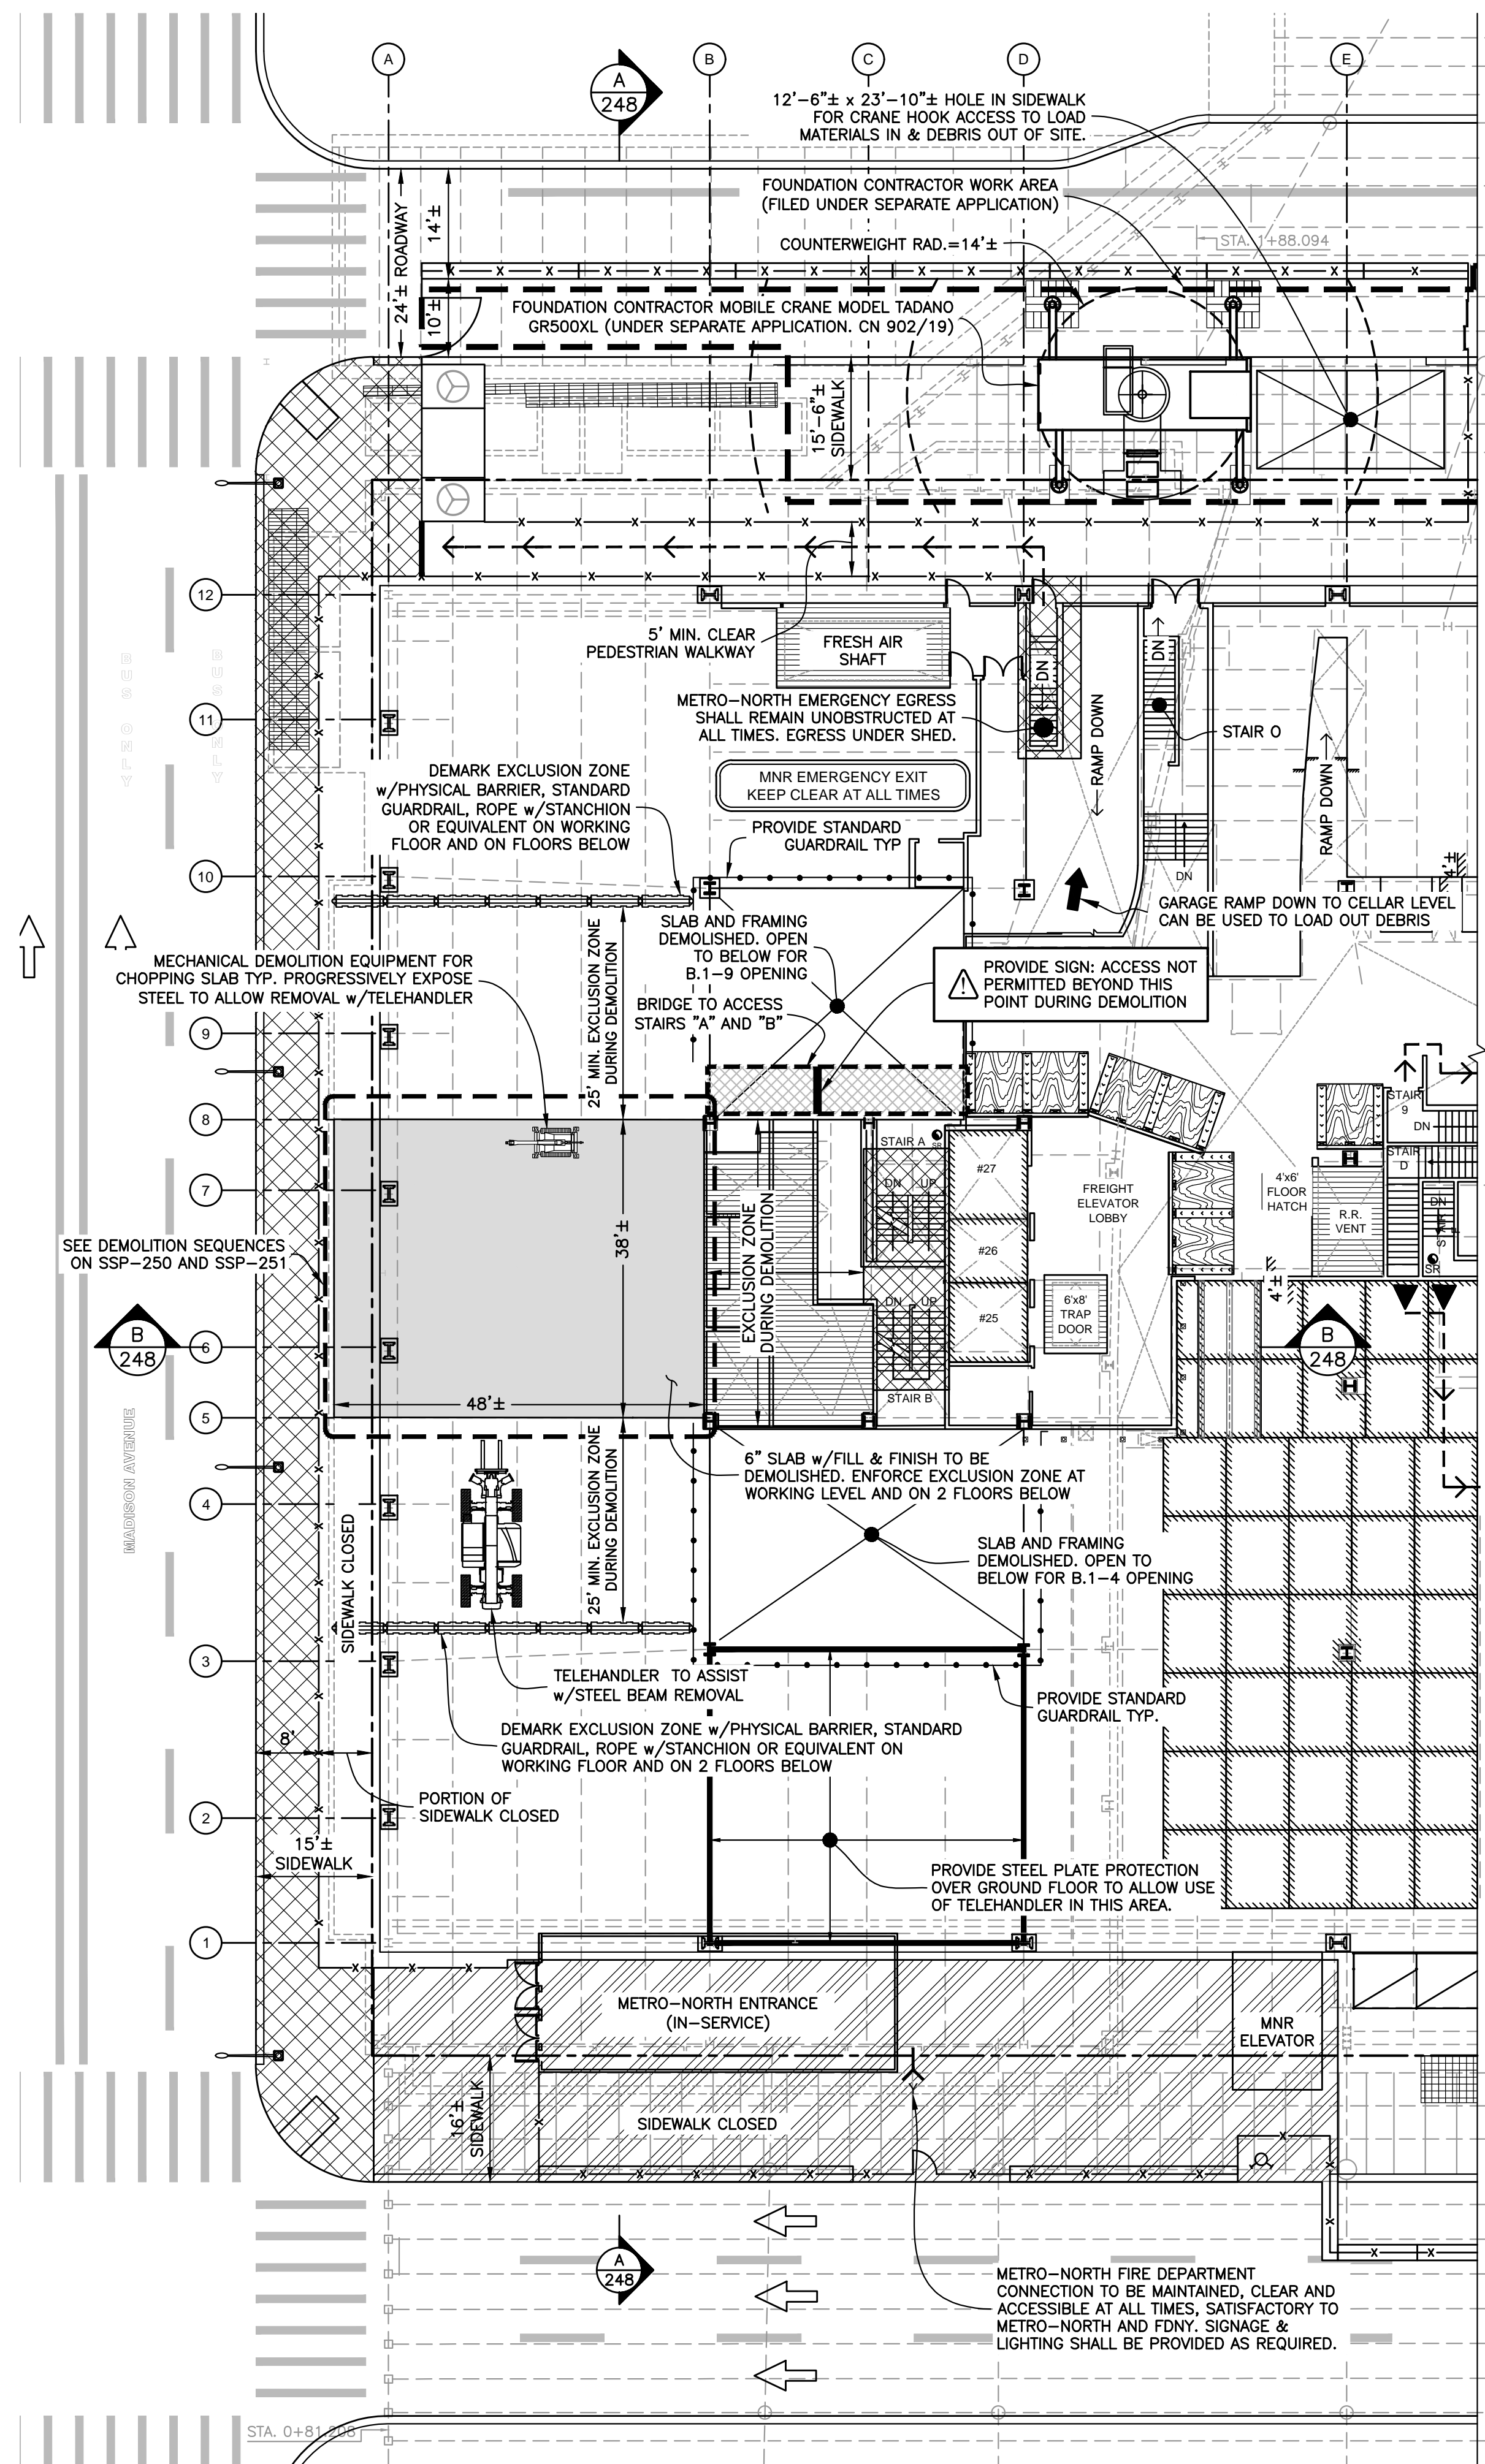 A
B
C
D
E
A
248
12'-6"± x 23'-10"± HOLE IN SIDEWALK
FOR CRANE HOOK ACCESS TO LOAD
MATERIALS IN & DEBRIS OUT OF SITE.
FOUNDATION CONTRACTOR WORK AREA
(FILED UNDER SEPARATE APPLICATION)
COUNTERWEIGHT RAD.=14'±
STA. 1+88.094
24'± ROADWAY
14'±
10'±
FOUNDATION CONTRACTOR MOBILE CRANE MODEL TADANO
GR500XL (UNDER SEPARATE APPLICATION. CN 902/19)
15'-6"±
SIDEWALK
12
11
10
9
8
7
6
5
4
3
2
1
5' MIN. CLEAR
PEDESTRIAN WALKWAY
FRESH AIR
SHAFT
DN
DN
BUS ONLY
BUS ONLY
METRO-NORTH EMERGENCY EGRESS
SHALL REMAIN UNOBSTRUCTED AT
ALL TIMES. EGRESS UNDER SHED.
STAIR O
RAMP DOWN
RAMP DOWN
MNR EMERGENCY EXIT
KEEP CLEAR AT ALL TIMES
DEMARK EXCLUSION ZONE
w/PHYSICAL BARRIER, STANDARD
GUARDRAIL, ROPE w/STANCHION
OR EQUIVALENT ON WORKING
FLOOR AND ON FLOORS BELOW
PROVIDE STANDARD
GUARDRAIL TYP
DN
4'±
GARAGE RAMP DOWN TO CELLAR LEVEL
CAN BE USED TO LOAD OUT DEBRIS
SLAB AND FRAMING
DEMOLISHED. OPEN
TO BELOW FOR
B.1-9 OPENING
MECHANICAL DEMOLITION EQUIPMENT FOR
CHOPPING SLAB TYP. PROGRESSIVELY EXPOSE
STEEL TO ALLOW REMOVAL w/TELEHANDLER
25' MIN. EXCLUSION ZONE
DURING DEMOLITION
BRIDGE TO ACCESS
STAIRS "A" AND "B"
PROVIDE SIGN: ACCESS NOT
PERMITTED BEYOND THIS
POINT DURING DEMOLITION
STAIR
9
DN
STAIR
D
STAIR A
SR
DN
UP
#27
#26
#25
FREIGHT
ELEVATOR
LOBBY
4'x6'
FLOOR
HATCH
R.R.
VENT
DN
STAIR
SR
38'±
EXCLUSION ZONE
DURING DEMOLITION
SEE DEMOLITION SEQUENCES
ON SSP-250 AND SSP-251
B
248
DN
UP
6'x8'
TRAP
DOOR
4'±
B
248
48'±
STAIR B
MADISON AVENUE
6" SLAB w/FILL & FINISH TO BE
DEMOLISHED. ENFORCE EXCLUSION ZONE AT
WORKING LEVEL AND ON 2 FLOORS BELOW
25' MIN. EXCLUSION ZONE
DURING DEMOLITION
SIDEWALK CLOSED
SLAB AND FRAMING
DEMOLISHED. OPEN TO
BELOW FOR B.1-4 OPENING
TELEHANDLER TO ASSIST
w/STEEL BEAM REMOVAL
PROVIDE STANDARD
GUARDRAIL TYP.
DEMARK EXCLUSION ZONE w/PHYSICAL BARRIER, STANDARD
GUARDRAIL, ROPE w/STANCHION OR EQUIVALENT ON
WORKING FLOOR AND ON 2 FLOORS BELOW
8'
PORTION OF
SIDEWALK CLOSED
15'±
SIDEWALK
PROVIDE STEEL PLATE PROTECTION
OVER GROUND FLOOR TO ALLOW USE
OF TELEHANDLER IN THIS AREA.
METRO-NORTH ENTRANCE
(IN-SERVICE)
MNR
ELEVATOR
16'±
SIDEWALK
SIDEWALK CLOSED
A
248
METRO-NORTH FIRE DEPARTMENT
CONNECTION TO BE MAINTAINED, CLEAR AND
ACCESSIBLE AT ALL TIMES, SATISFACTORY TO
METRO-NORTH AND FDNY. SIGNAGE &
LIGHTING SHALL BE PROVIDED AS REQUIRED.
STA. 0+81.208